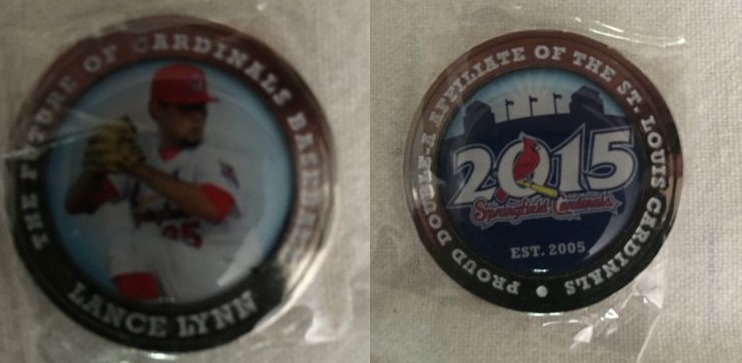 THE FUTURE OF CARDINALS BASEBALL
35
LANCE LYNN
PROUD DOUBLE-A AFFILIATE OF THE ST. LOUIS CARDINALS
2015
Springfield Cardinals
EST. 2005